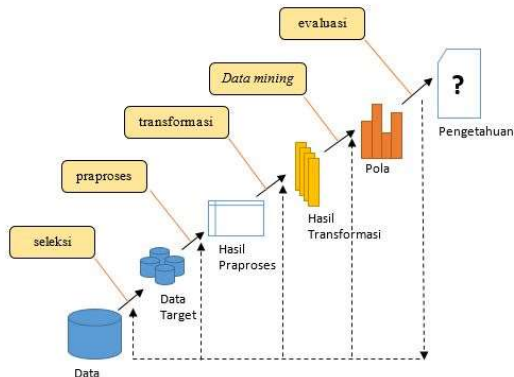 evaluasi
?
Pengetahuan
Data mining
Pola
transformasi
Hasil
Transformasi
praproses
Hasil
Praproses
seleksi
Data
Target
Data